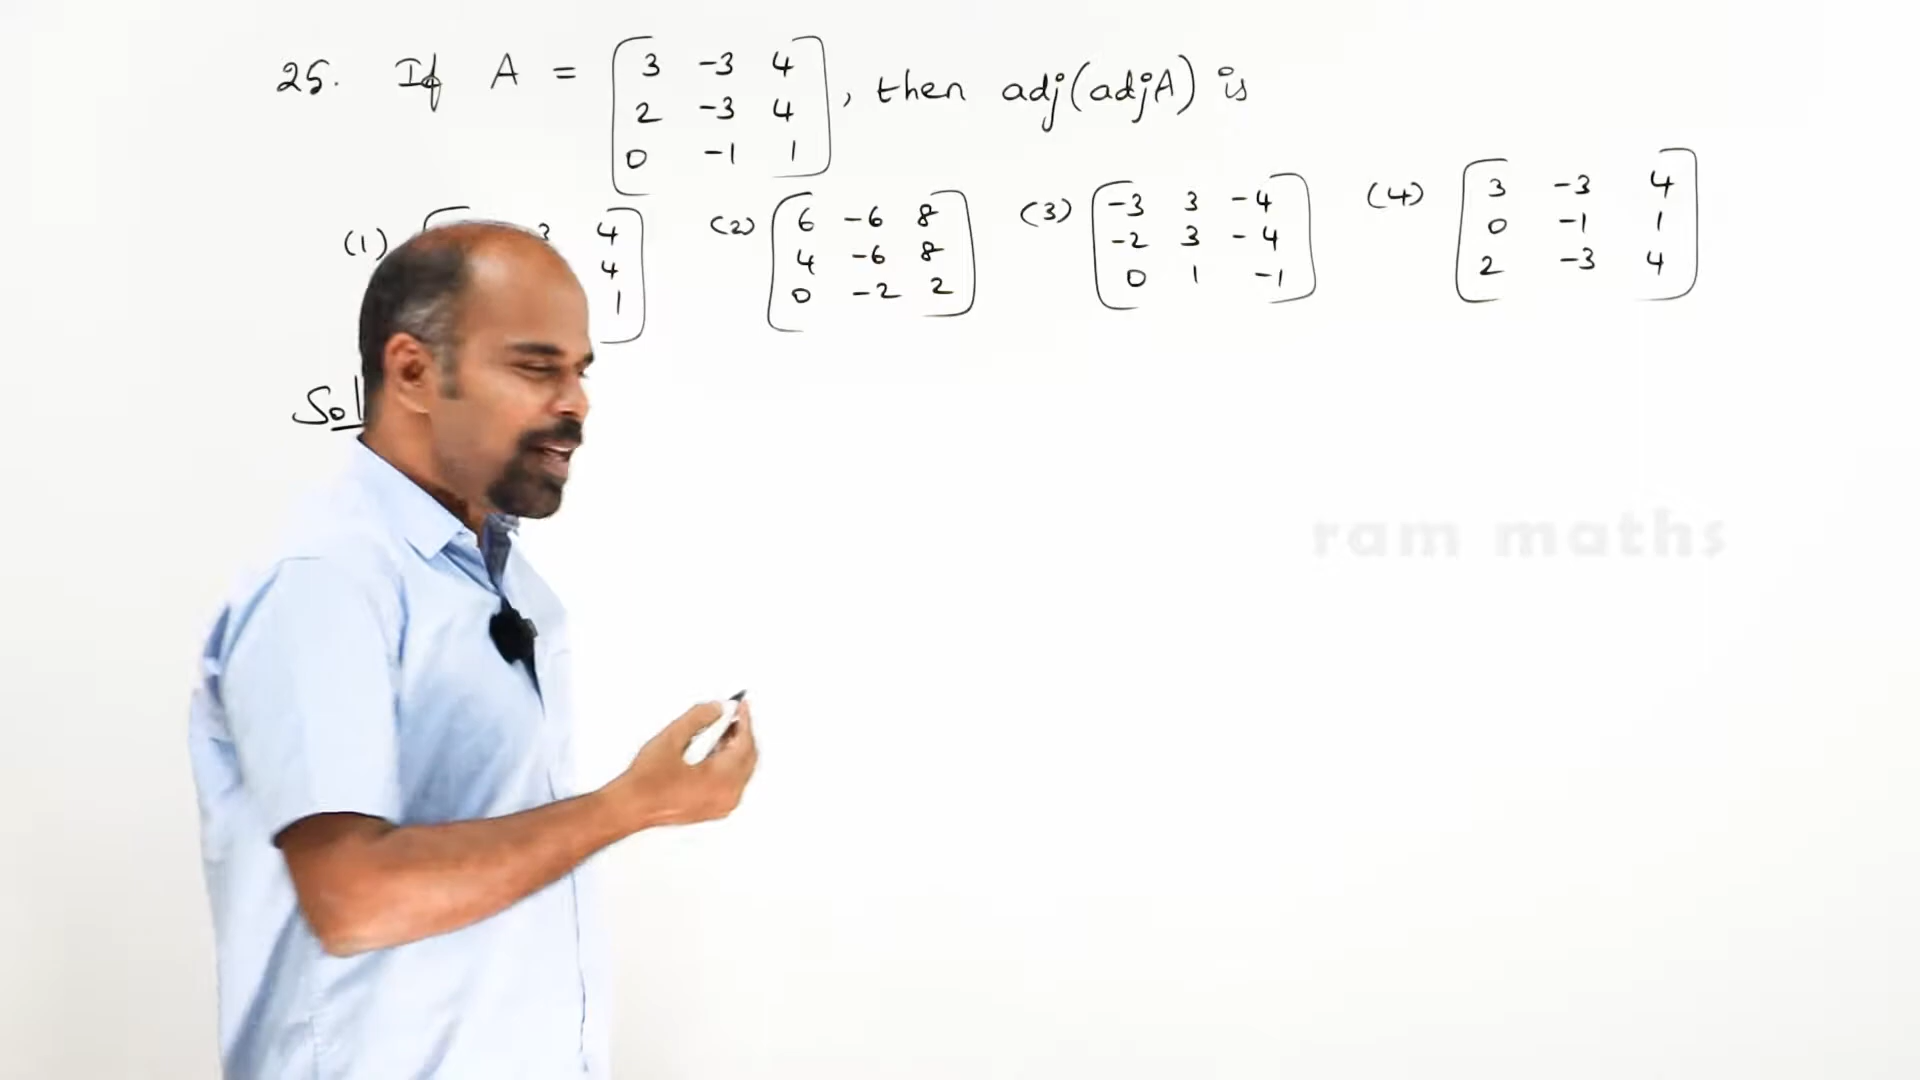 25. If A = [3 -3 4
2 -3 4
0 -1 1], then adj(adjA) is
(1) [3 4
4
1]
(2) [6 -6 8
4 -6 8
0 -2 2]
(3) [-3 3 -4
-2 3 -4
0 1 -1]
(4) [3 -3 4
0 -1 1
2 -3 4]
Sol
ram maths